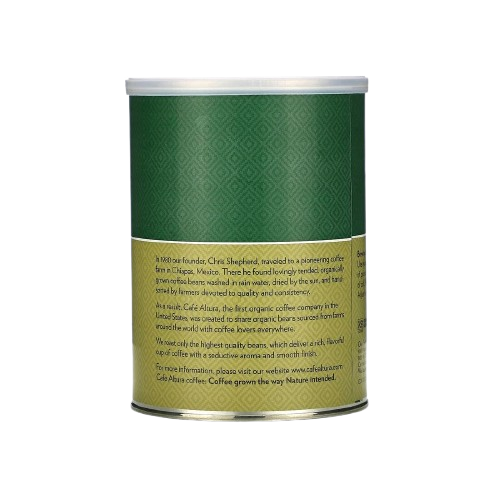 In 1980 our founder, Chris Shepherd, traveled to a pioneering coffee
farm in Chiapas, Mexico. There he found lovingly tended, organically
grown coffee beans washed in rain water, dried by the sun, and hand-
sorted by farmers devoted to quality and consistency.
As a result, Café Altura, the first organic coffee company in the
United States, was created to share organic beans sourced from farms
around the world with coffee lovers everywhere.
We roast only the highest quality beans, which deliver a rich, flavorful
cup of coffee with a seductive aroma and smooth finish.
For more information, please visit our website www.cafealtura.com
Café Altura coffee: Coffee grown the way Nature intended.